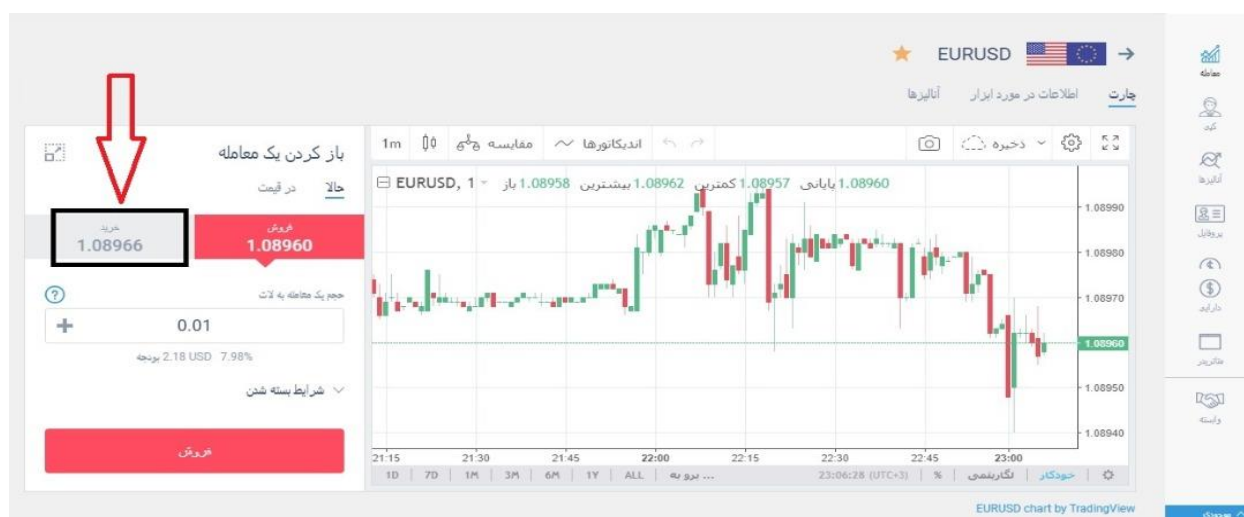 EURUSD
چارت اطلاعات در مورد ابزار آنالیزها
باز کردن یک معامله
حالا در قیمت
فروش
1.08960
خرید
1.08966
حجم یک معامله به لات
0.01
7.98% 2.18 USD بودجه
شرایط بسته شدن
فروش
1m مقایسه اندیکاتورها ذخیره
EURUSD, 1 باز 1.08958 بیشترین 1.08962 کمترین 1.08957 پایانی 1.08960
1.08990
1.08980
1.08970
1.08960
1.08950
1.08940
21:15 21:30 21:45 22:00 22:15 22:30 22:45 23:00
1D 7D 1M 3M 6M 1Y ALL برو به ... 23:06:28 (UTC+3) % لگاریتمی خودکار
EURUSD chart by TradingView
معامله
کپی
آنالیزها
پروفایل
دارایی
متاتریدر
وابسته